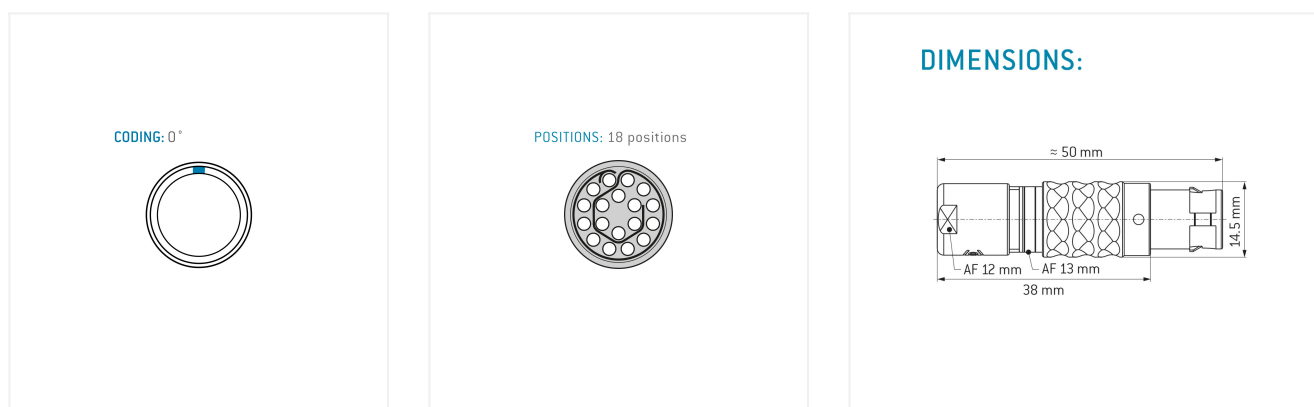 CODING: 0°
POSITIONS: 18 positions
DIMENSIONS:
≈ 50 mm
14.5 mm
AF 12 mm
AF 13 mm
38 mm